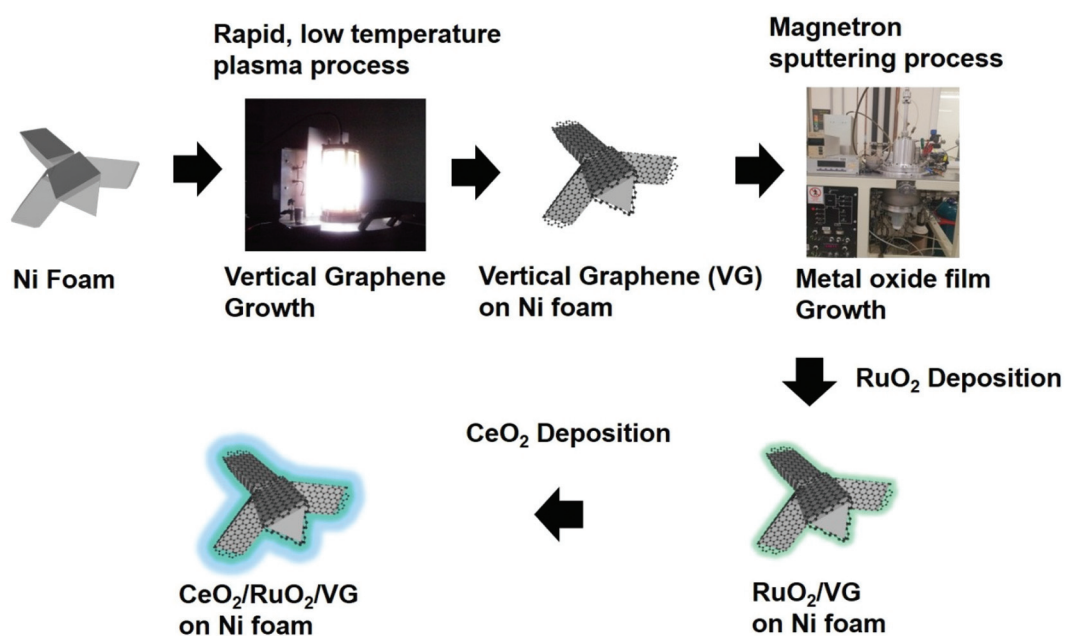 Rapid, low temperature
plasma process
Magnetron
sputtering process
Ni Foam
Vertical Graphene
Growth
Vertical Graphene (VG)
on Ni foam
Metal oxide film
Growth
RuO₂ Deposition
CeO₂ Deposition
CeO₂/RuO₂/VG
on Ni foam
RuO₂/VG
on Ni foam